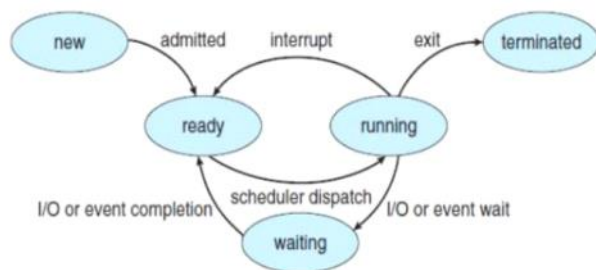 new
admitted
interrupt
exit
terminated
ready
running
I/O or event completion
scheduler dispatch
I/O or event wait
waiting